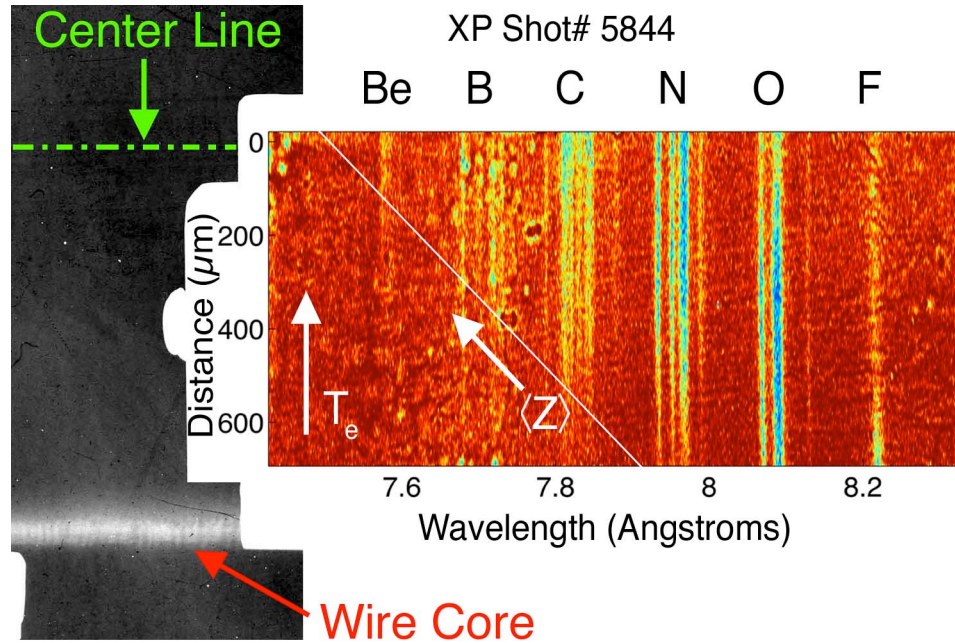 Center Line
XP Shot# 5844
Be B C N O F
Distance (μm)
0
200
400
600
T_e
⟨Z⟩
7.6 7.8 8 8.2
Wavelength (Angstroms)
Wire Core